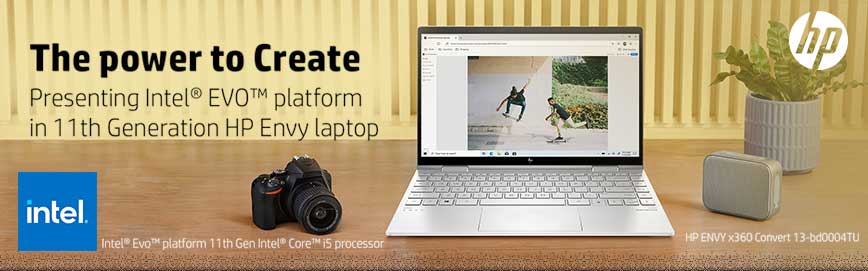 The power to Create
Presenting Intel® EVO™ platform
in 11th Generation HP Envy laptop
hp
hp
intel.
Intel® Evo™ platform 11th Gen Intel® Core™ i5 processor
HP ENVY x360 Convert 13-bd0004TU